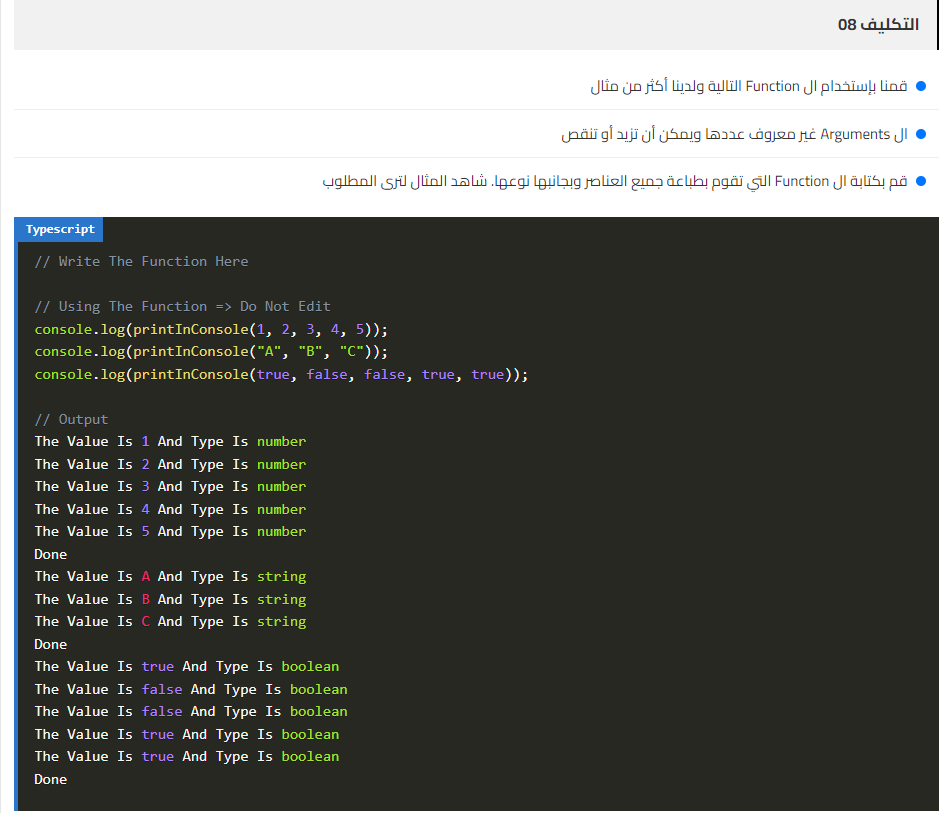 التكليف 08
قمنا بإستخدام ال Function التالية ولدينا أكثر من مثال
ال Arguments غير معروف عددها ويمكن أن تزيد أو تنقص
قم بكتابة ال Function التي تقوم بطباعة جميع العناصر وبجانبها نوعها. شاهد المثال لترى المطلوب
Typescript
// Write The Function Here
// Using The Function => Do Not Edit
console.log(printInConsole(1, 2, 3, 4, 5));
console.log(printInConsole("A", "B", "C"));
console.log(printInConsole(true, false, false, true, true));
// Output
The Value Is 1 And Type Is number
The Value Is 2 And Type Is number
The Value Is 3 And Type Is number
The Value Is 4 And Type Is number
The Value Is 5 And Type Is number
Done
The Value Is A And Type Is string
The Value Is B And Type Is string
The Value Is C And Type Is string
Done
The Value Is true And Type Is boolean
The Value Is false And Type Is boolean
The Value Is false And Type Is boolean
The Value Is true And Type Is boolean
The Value Is true And Type Is boolean
Done